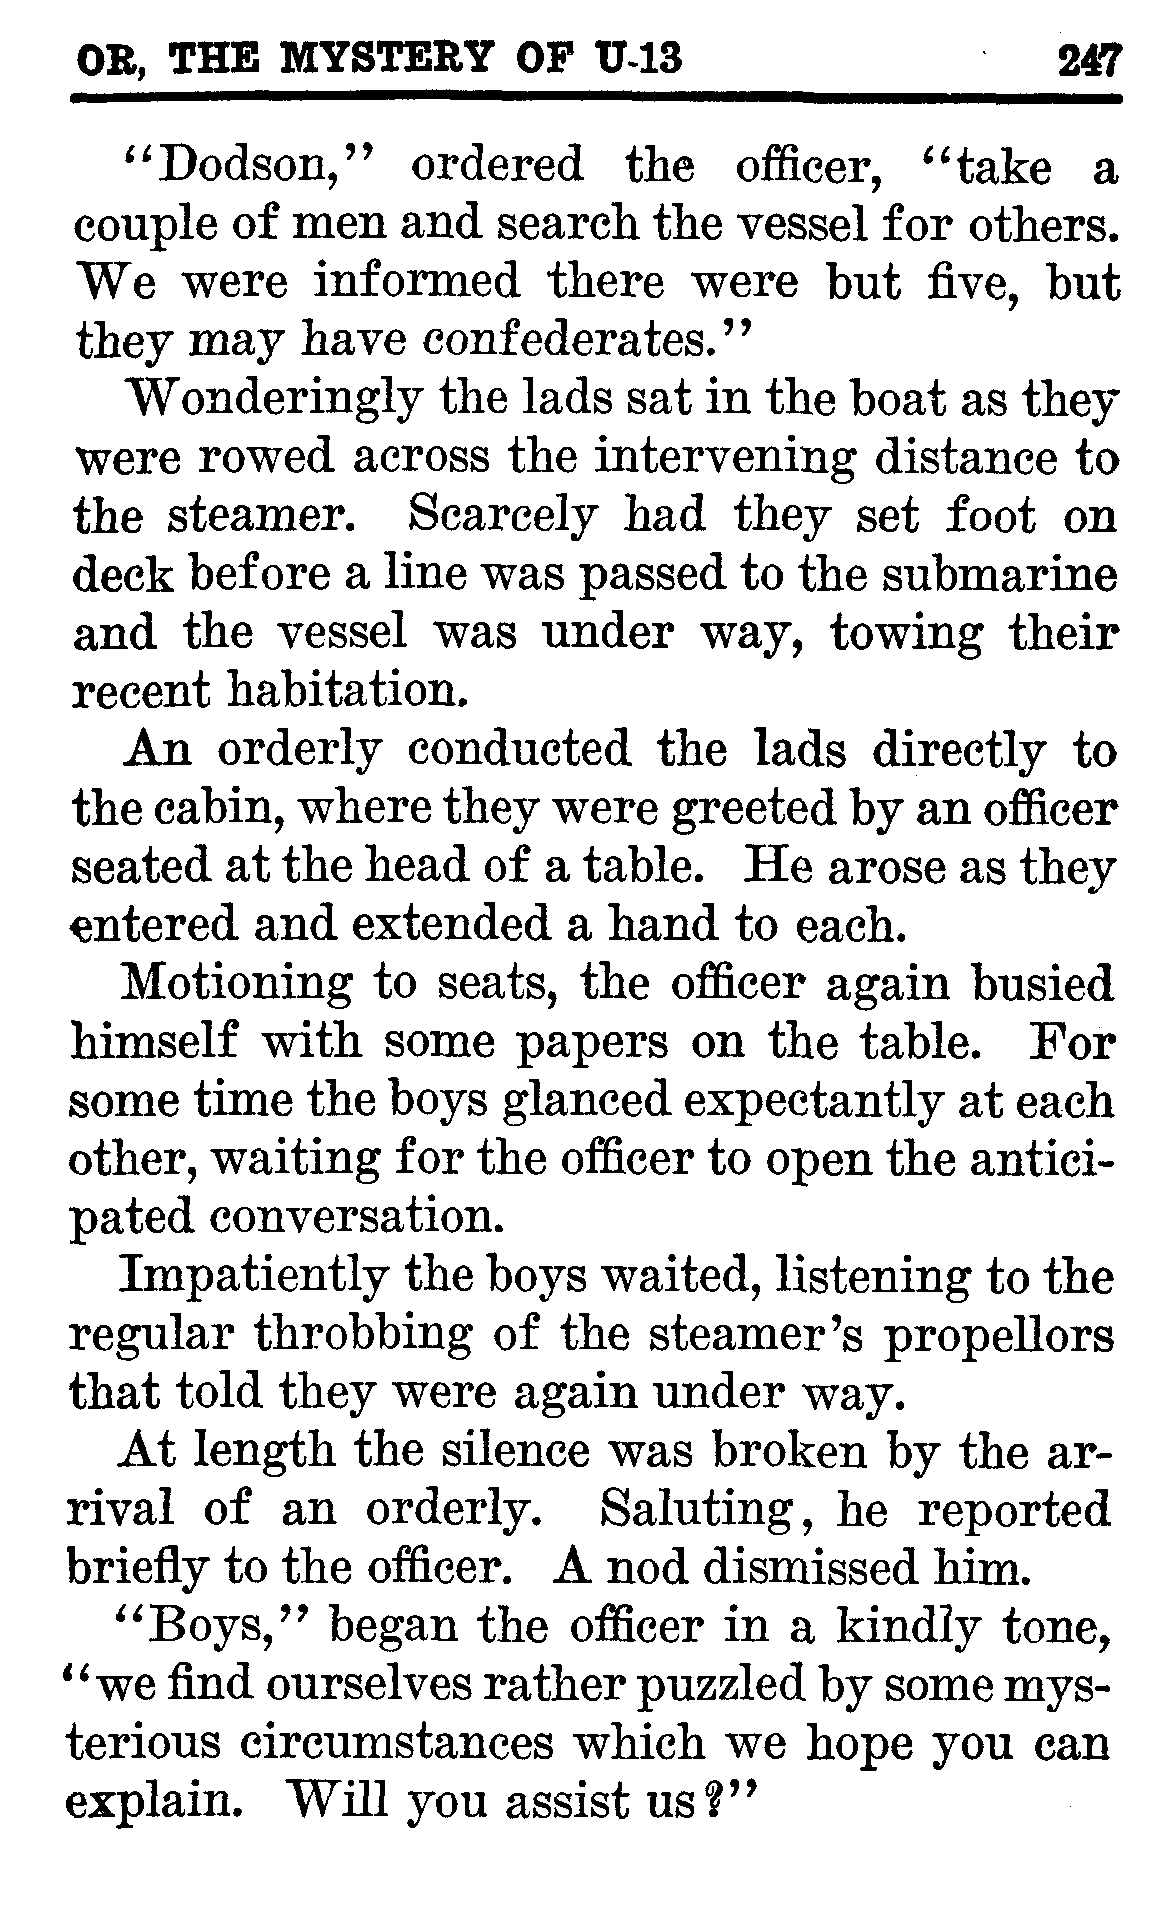 OR, THE MYSTERY OF U-13 247
“Dodson,” ordered the officer, “take a
couple of men and search the vessel for others.
We were informed there were but five, but
they may have confederates.”
Wonderingly the lads sat in the boat as they
were rowed across the intervening distance to
the steamer. Scarcely had they set foot on
deck before a line was passed to the submarine
and the vessel was under way, towing their
recent habitation.
An orderly conducted the lads directly to
the cabin, where they were greeted by an officer
seated at the head of a table. He arose as they
entered and extended a hand to each.
Motioning to seats, the officer again busied
himself with some papers on the table. For
some time the boys glanced expectantly at each
other, waiting for the officer to open the antici-
pated conversation.
Impatiently the boys waited, listening to the
regular throbbing of the steamer’s propellors
that told they were again under way.
At length the silence was broken by the ar-
rival of an orderly. Saluting, he reported
briefly to the officer. A nod dismissed him.
“Boys,” began the officer in a kindly tone,
“we find ourselves rather puzzled by some mys-
terious circumstances which we hope you can
explain. Will you assist us?”